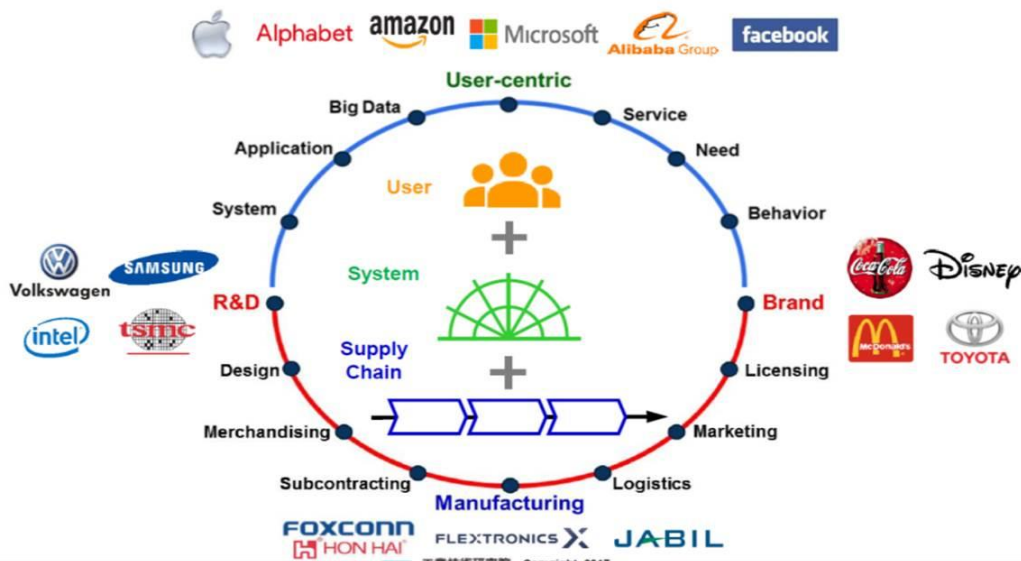 Alphabet
amazon
Microsoft
Alibaba Group
facebook
User-centric
Big Data
Service
Application
Need
User
System
Behavior
System
Volkswagen
SAMSUNG
intel
tsmc
R&D
Brand
Coca-Cola
Disney
McDonald's
TOYOTA
Supply
Chain
Design
Licensing
Merchandising
Marketing
Subcontracting
Logistics
Manufacturing
FOXCONN
HON HAI
FLEXTRONICS X
JABIL